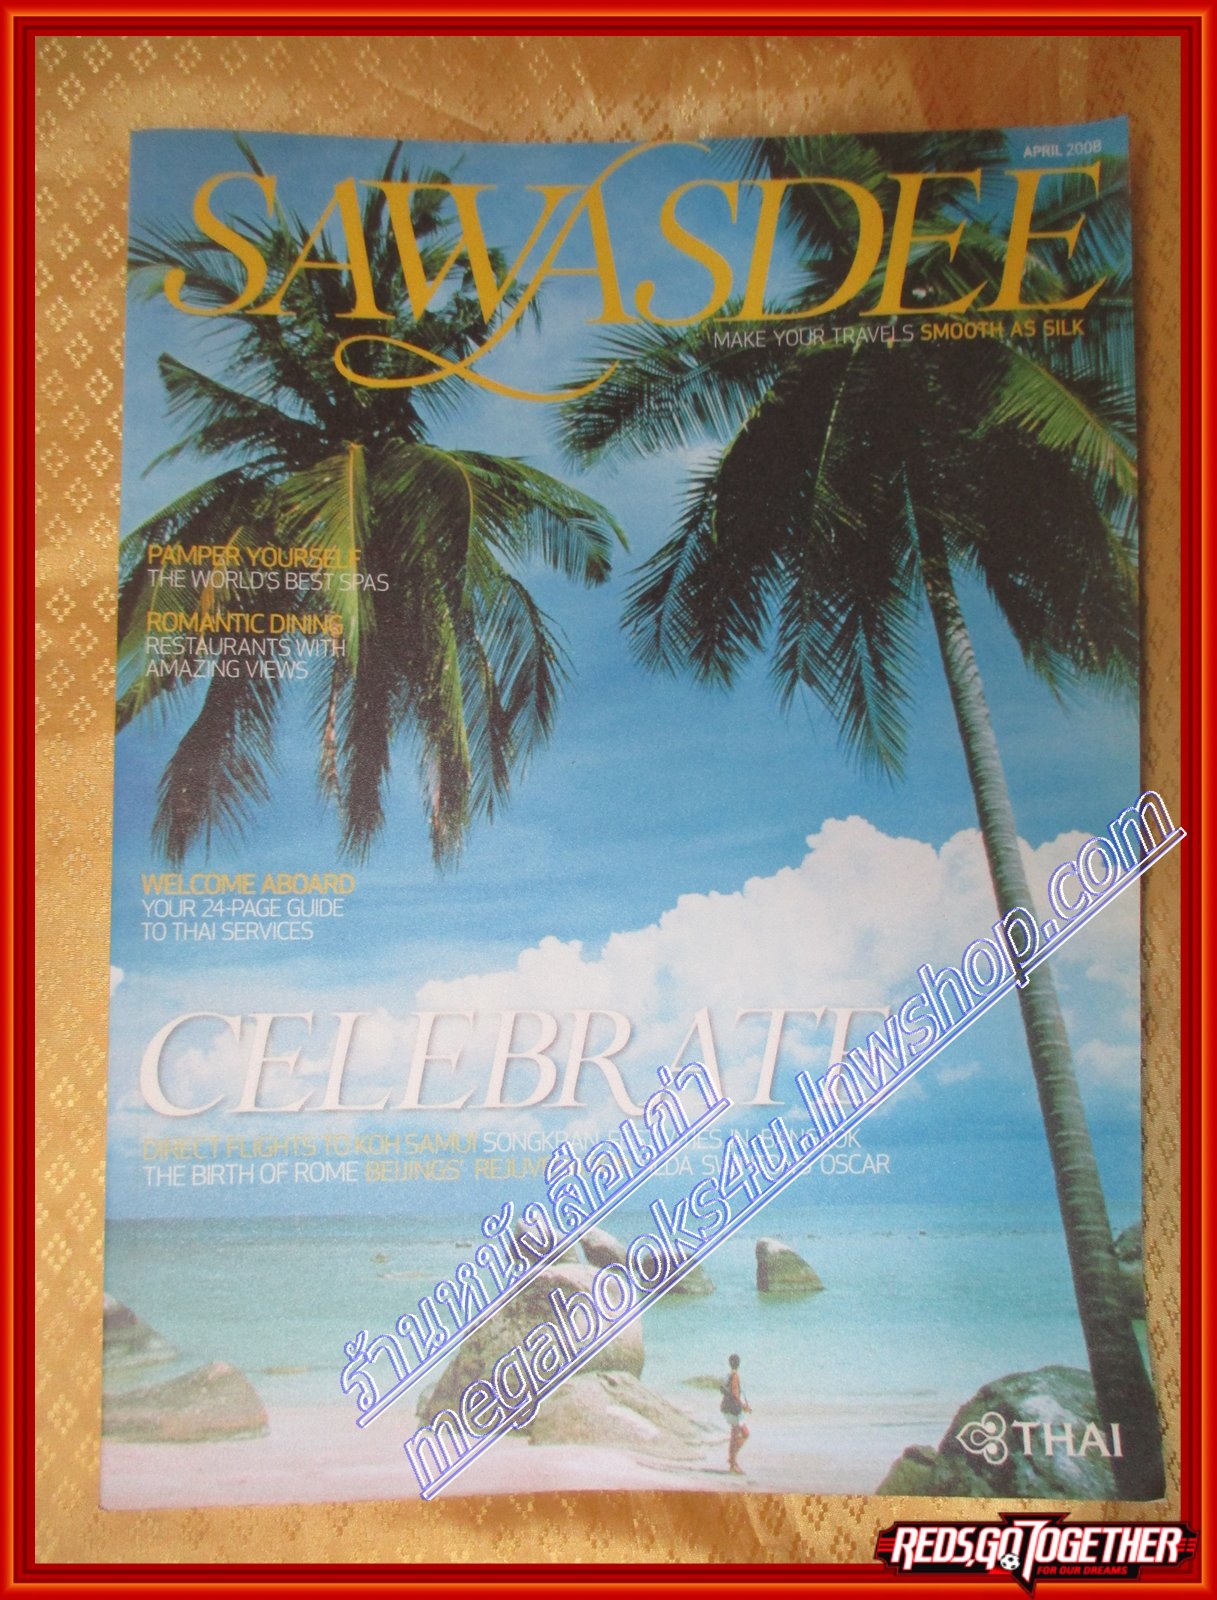 APRIL 2008
SAWASDEE
MAKE YOUR TRAVELS SMOOTH AS SILK
PAMPER YOURSELF
THE WORLD'S BEST SPAS
ROMANTIC DINING
RESTAURANTS WITH
AMAZING VIEWS
WELCOME ABOARD
YOUR 24-PAGE GUIDE
TO THAI SERVICES
CELEBRATE
DIRECT FLIGHTS TO KOH SAMUI SONGKRAN IN BANGKOK
THE BIRTH OF ROME BEIJINGS' OSCAR
ร้านหนังสือเก่า
megabooks4u.lnwshop.com
THAI
REDS,GO TOGETHER
FOR OUR DREAMS